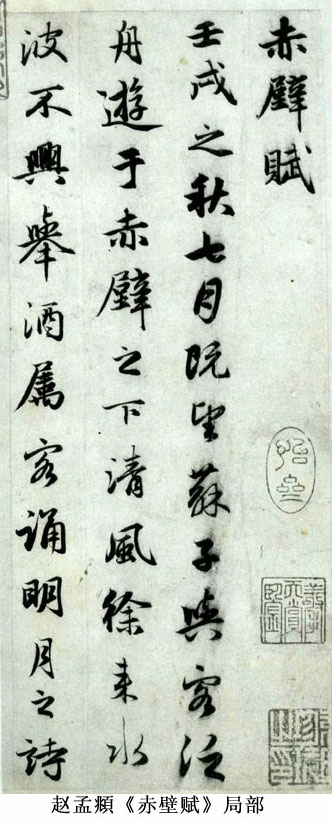 赤壁賦
壬戌之秋七月既望蘇子與客泛
舟遊于赤壁之下清風徐来水
波不興舉酒属客誦明月之詩
赵孟頫《赤壁赋》局部